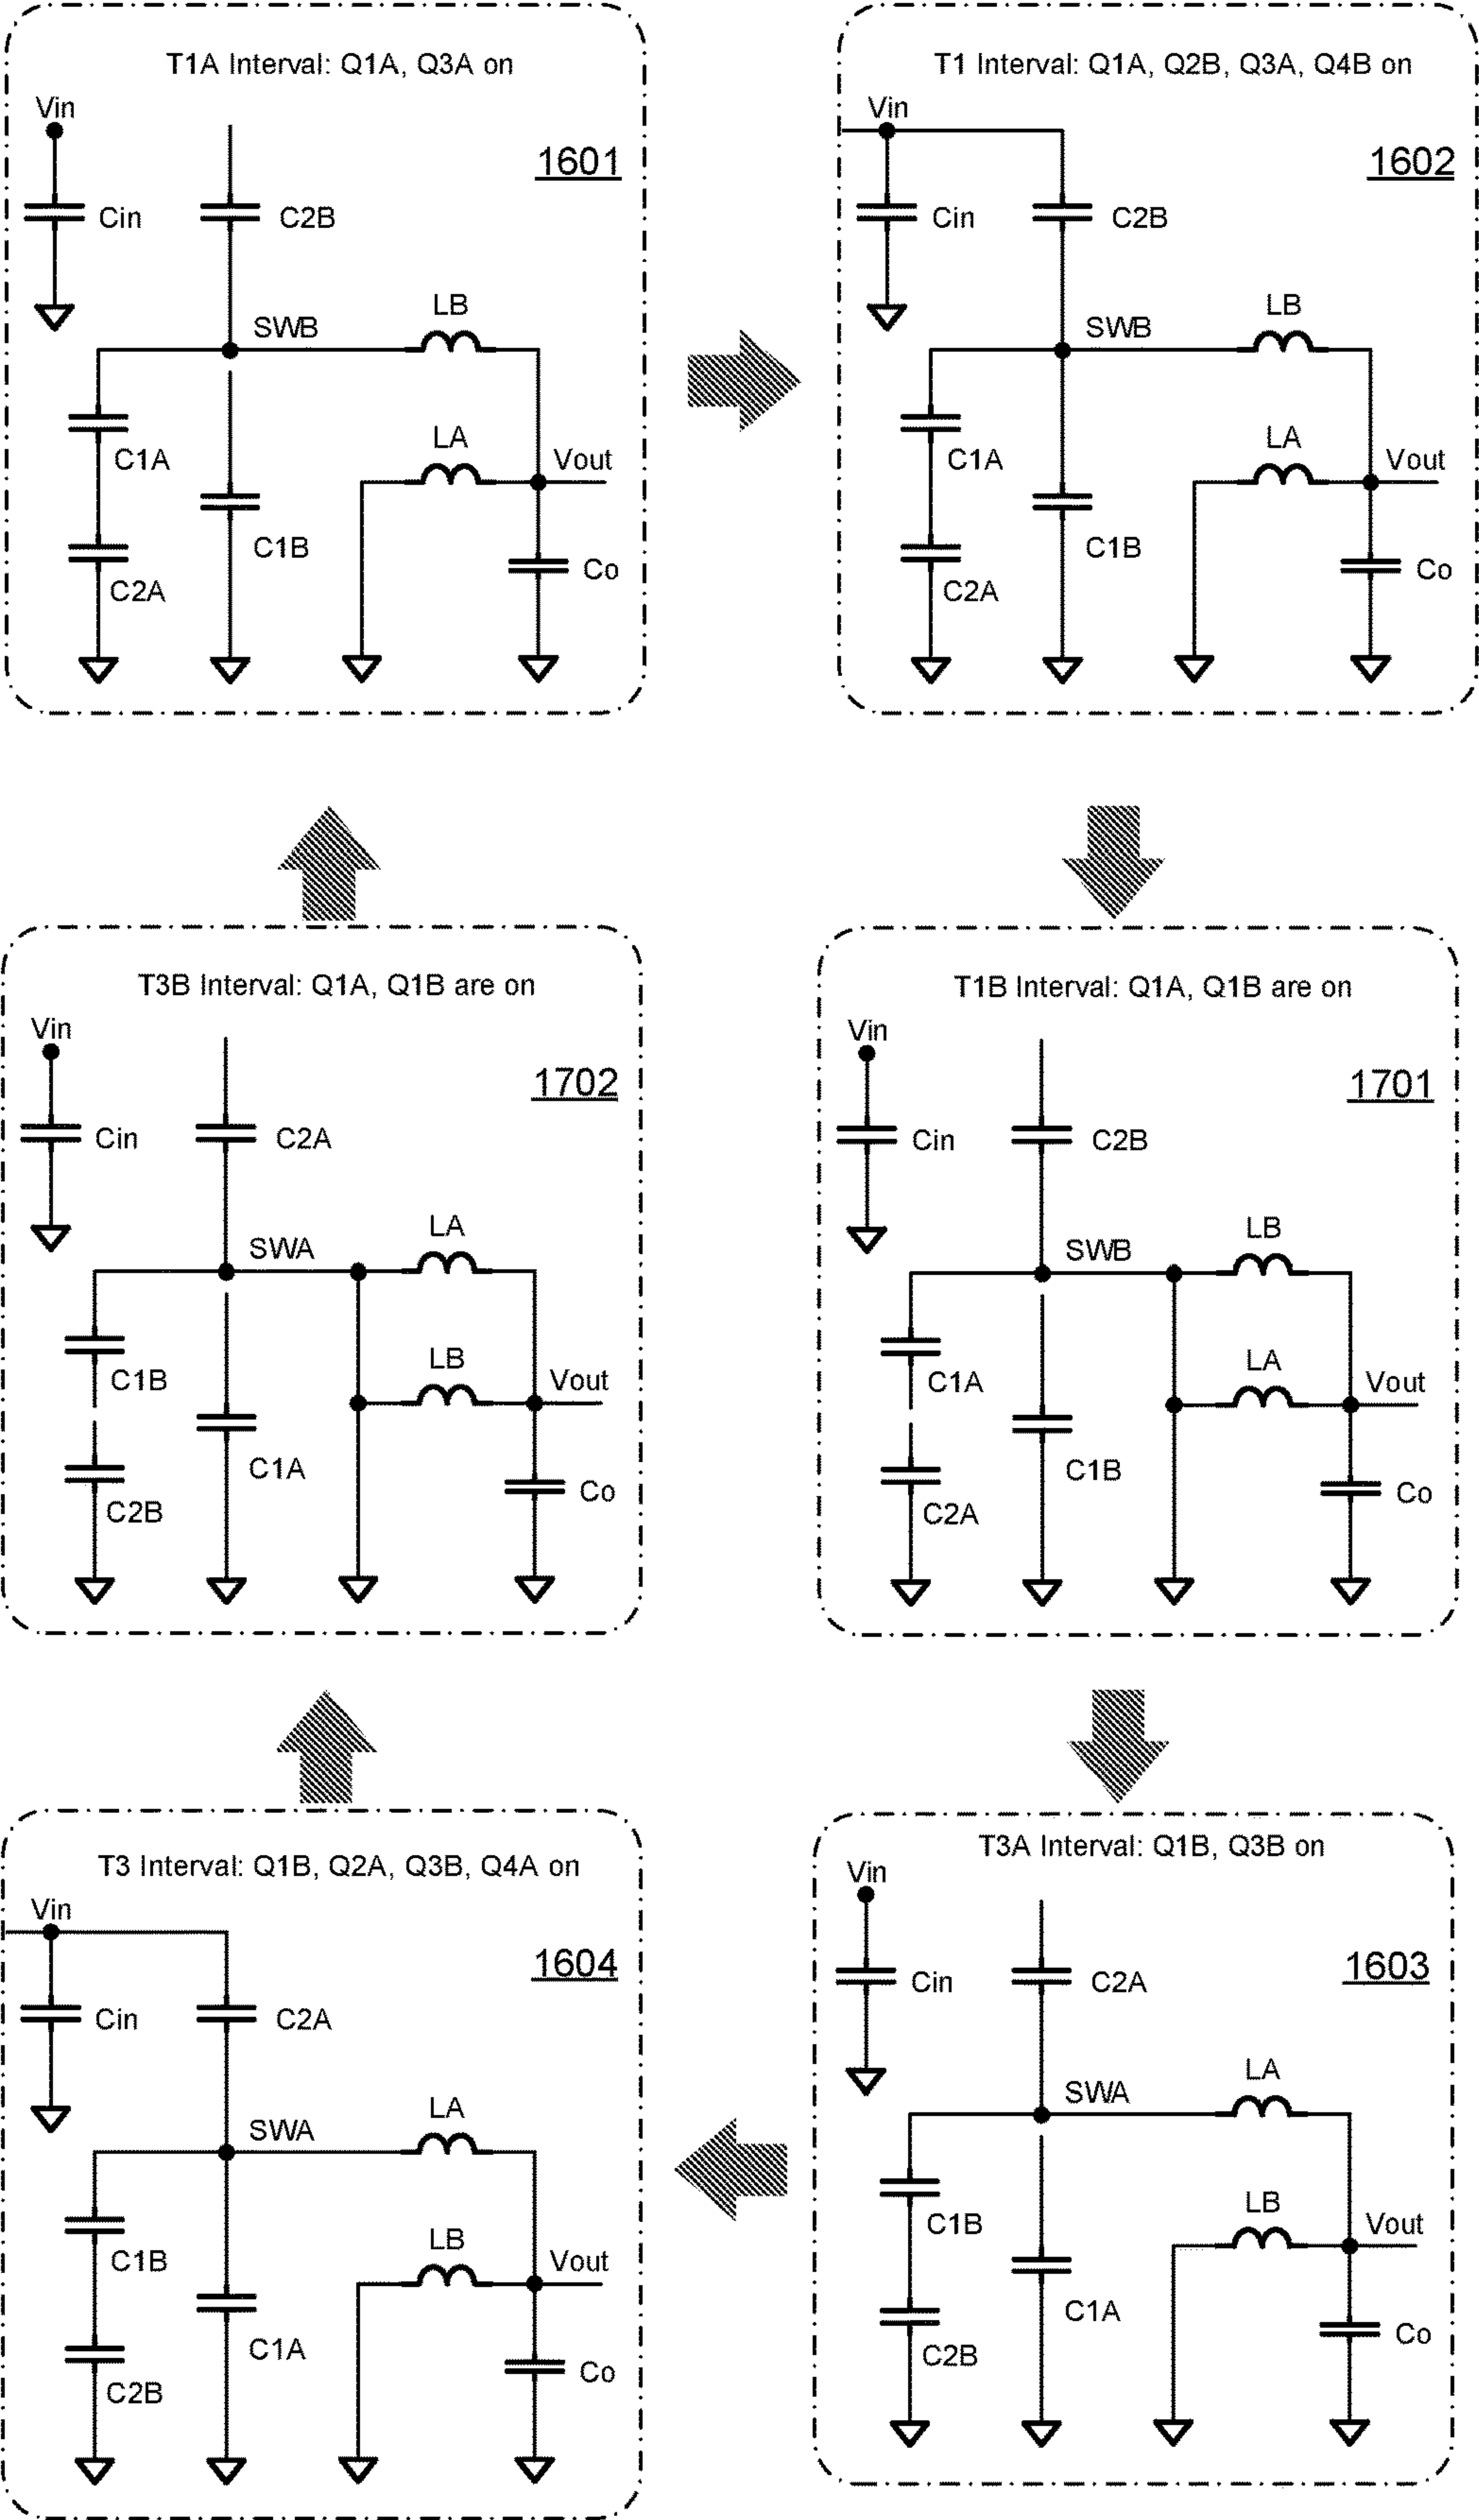 T1A Interval: Q1A, Q3A on
Vin
1601
Cin
C2B
LB
SWB
LA
C1A
Vout
C1B
Co
C2A
T1 Interval: Q1A, Q2B, Q3A, Q4B on
Vin
1602
Cin
C2B
LB
SWB
LA
C1A
Vout
C1B
Co
C2A
T3B Interval: Q1A, Q1B are on
Vin
1702
Cin
C2A
LA
SWA
LB
C1B
Vout
C1A
Co
C2B
T1B Interval: Q1A, Q1B are on
Vin
1701
Cin
C2B
LB
SWB
LA
C1A
Vout
C1B
Co
C2A
T3 Interval: Q1B, Q2A, Q3B, Q4A on
Vin
1604
Cin
C2A
LA
SWA
LB
C1B
Vout
C1A
Co
C2B
T3A Interval: Q1B, Q3B on
Vin
1603
Cin
C2A
LA
SWA
LB
C1B
Vout
C1A
Co
C2B